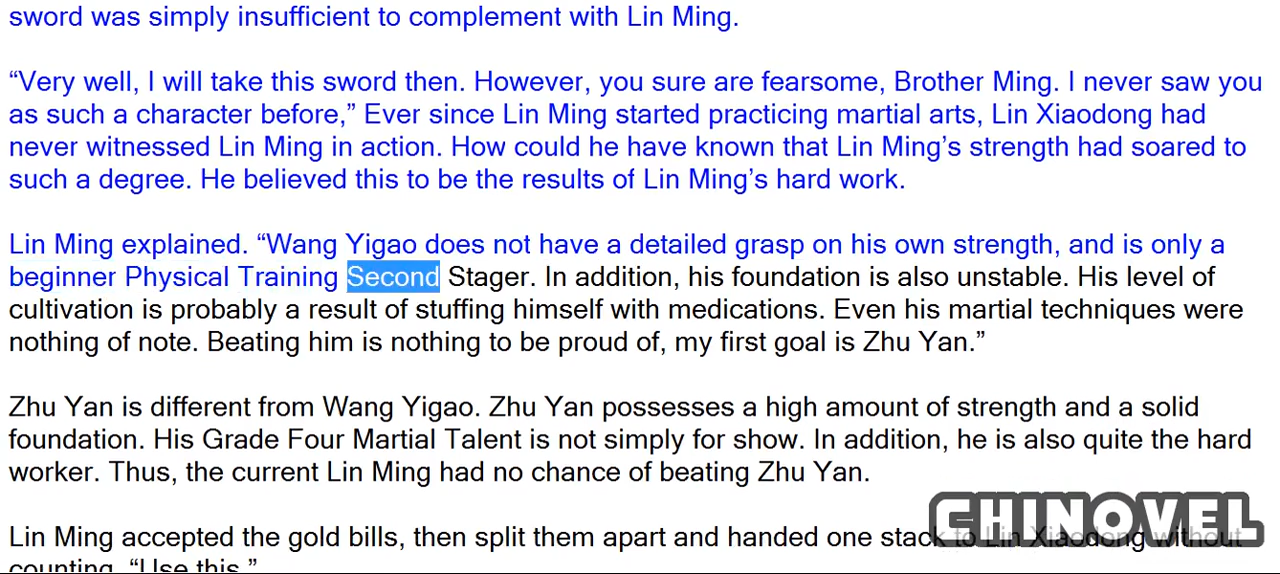 sword was simply insufficient to complement with Lin Ming.
“Very well, I will take this sword then. However, you sure are fearsome, Brother Ming. I never saw you
as such a character before,” Ever since Lin Ming started practicing martial arts, Lin Xiaodong had
never witnessed Lin Ming in action. How could he have known that Lin Ming’s strength had soared to
such a degree. He believed this to be the results of Lin Ming’s hard work.
Lin Ming explained. “Wang Yigao does not have a detailed grasp on his own strength, and is only a
beginner Physical Training Second Stager. In addition, his foundation is also unstable. His level of
cultivation is probably a result of stuffing himself with medications. Even his martial techniques were
nothing of note. Beating him is nothing to be proud of, my first goal is Zhu Yan.”
Zhu Yan is different from Wang Yigao. Zhu Yan possesses a high amount of strength and a solid
foundation. His Grade Four Martial Talent is not simply for show. In addition, he is also quite the hard
worker. Thus, the current Lin Ming had no chance of beating Zhu Yan.
Lin Ming accepted the gold bills, then split them apart and handed one stack to Lin Xiaodong without
counting. “Use this.”
CHINOVEL